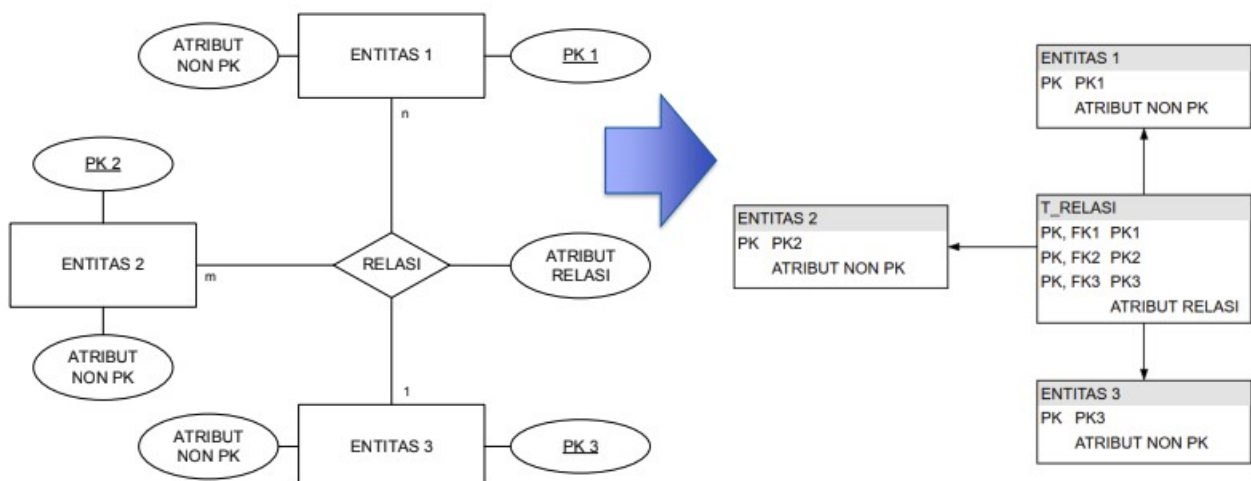 ATRIBUT
NON PK
ENTITAS 1
PK 1
n
PK 2
ENTITAS 2
m
RELASI
ATRIBUT
RELASI
ATRIBUT
NON PK
1
ATRIBUT
NON PK
ENTITAS 3
PK 3
ENTITAS 1
PK PK1
ATRIBUT NON PK
ENTITAS 2
PK PK2
ATRIBUT NON PK
T_RELASI
PK, FK1 PK1
PK, FK2 PK2
PK, FK3 PK3
ATRIBUT RELASI
ENTITAS 3
PK PK3
ATRIBUT NON PK